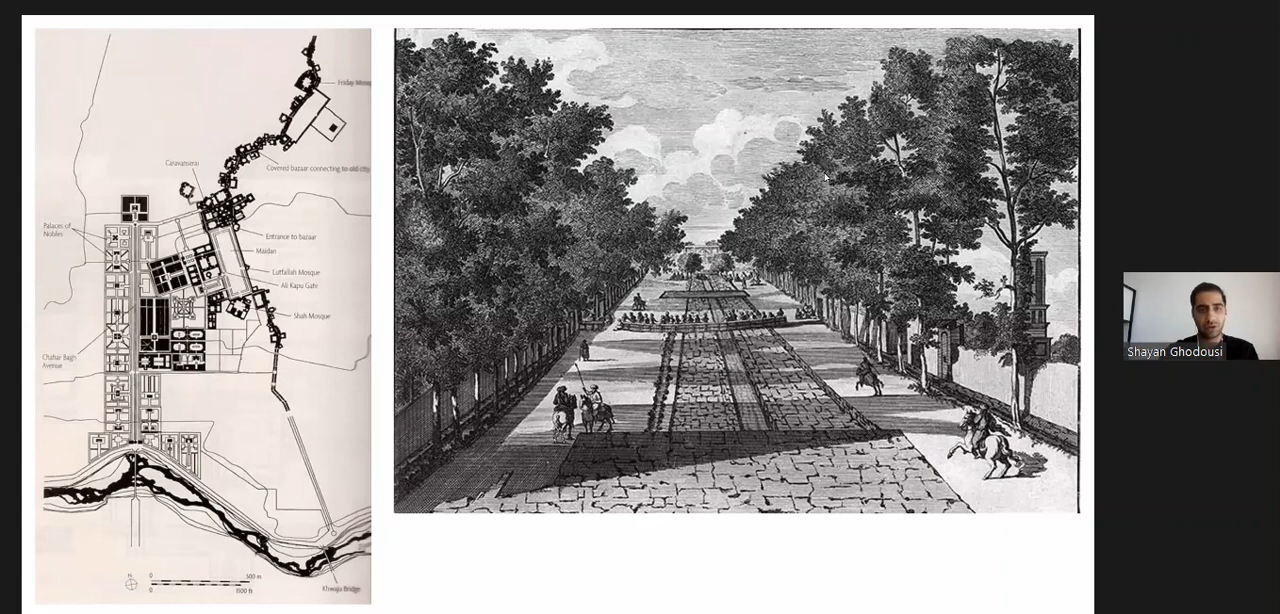 Friday Mosq
Caravanserai
Covered bazaar connecting to old city
Palaces of
Nobles
Entrance to bazaar
Maidan
Lutfallah Mosque
Ali Kapu Gate
Shah Mosque
Chahar Bagh
Avenue
Shayan Ghodousi
N
0
500 m
0
1500 ft
Khwaju Bridge